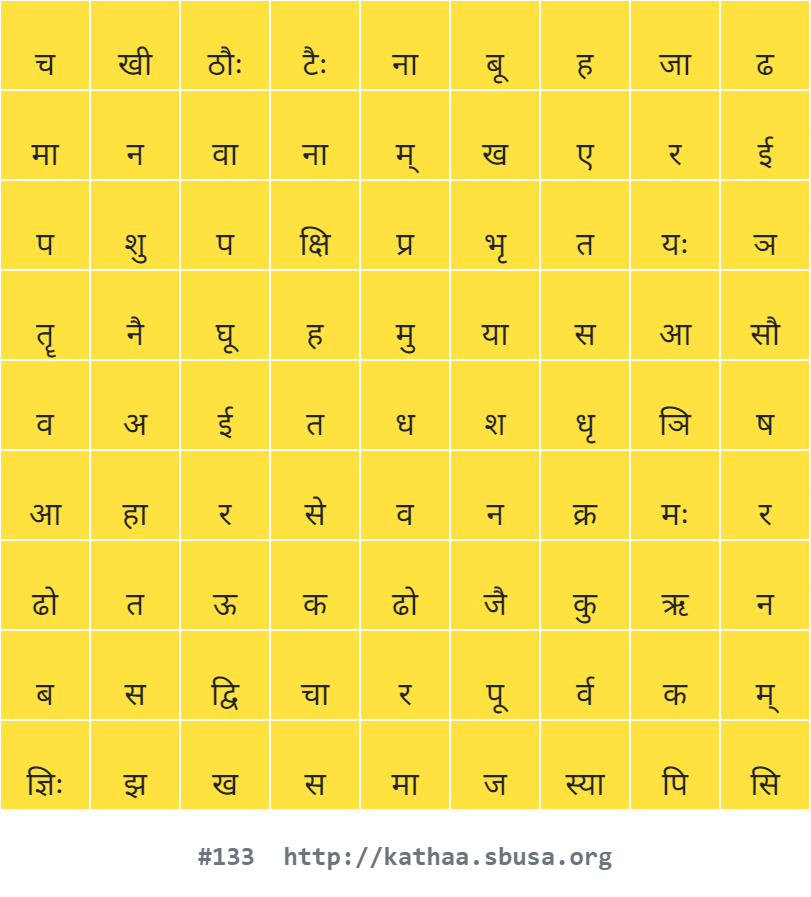 च खी ठौः टैः ना बू ह जा ढ
मा न वा ना म् ख ए र ई
प शु प क्षि प्र भृ त यः ञ
तॄ नै घू ह मु या स आ सौ
व अ ई त ध श धृ ञि ष
आ हा र से व न क्र मः र
ढो त ऊ क ढो जै कु ऋ न
ब स द्वि चा र पू र्व क म्
ज्ञिः झ ख स मा ज स्या पि सि
#133 http://kathaa.sbusa.org